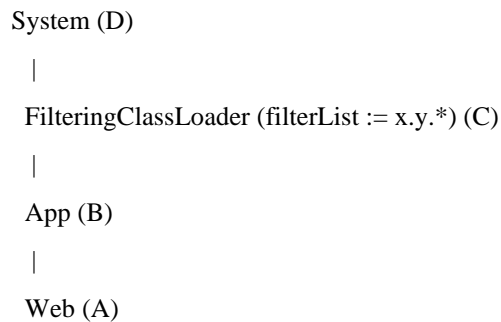 System (D)
|
FilteringClassLoader (filterList := x.y.*) (C)
|
App (B)
|
Web (A)